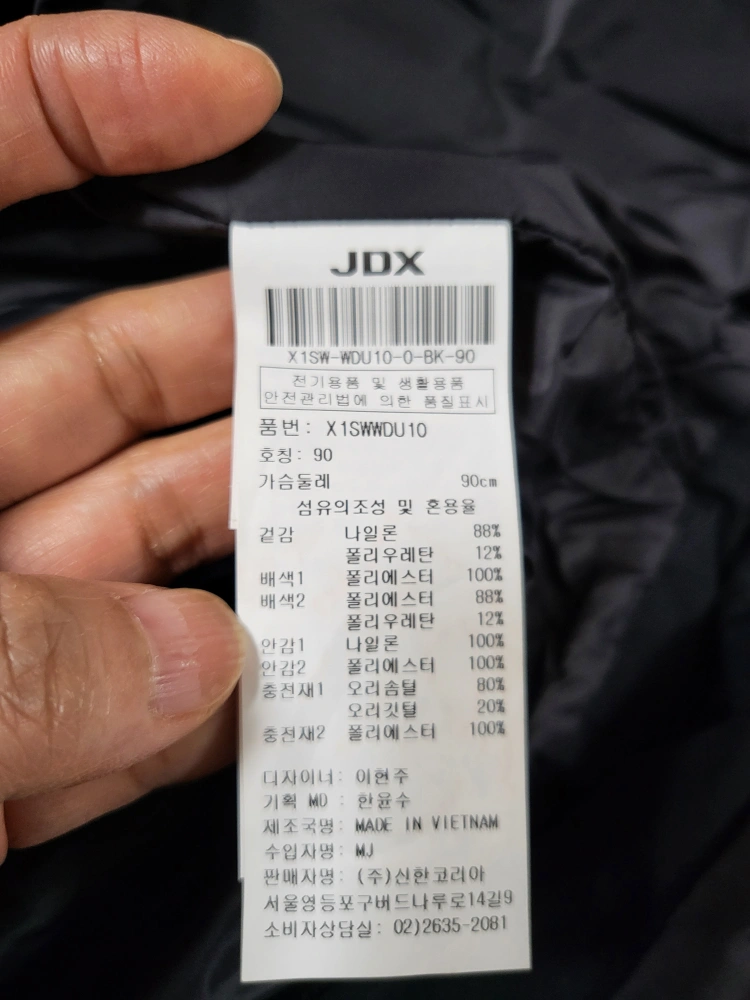 JDX
X1SW-WDU10-0-BK-90
전기용품 및 생활용품
안전관리법에 의한 품질표시
품번: X1SWWDU10
호칭: 90
가슴둘레 90cm
섬유의조성 및 혼용율
겉감 나일론 88%
폴리우레탄 12%
배색1 폴리에스터 100%
배색2 폴리에스터 88%
폴리우레탄 12%
안감1 나일론 100%
안감2 폴리에스터 100%
충전재1 오리솜털 80%
오리깃털 20%
충전재2 폴리에스터 100%
디자이너: 이현주
기획 MD : 한윤수
제조국명: MADE IN VIETNAM
수입자명: MJ
판매자명: (주)신한코리아
서울영등포구버드나루로14길9
소비자상담실: 02)2635-2081